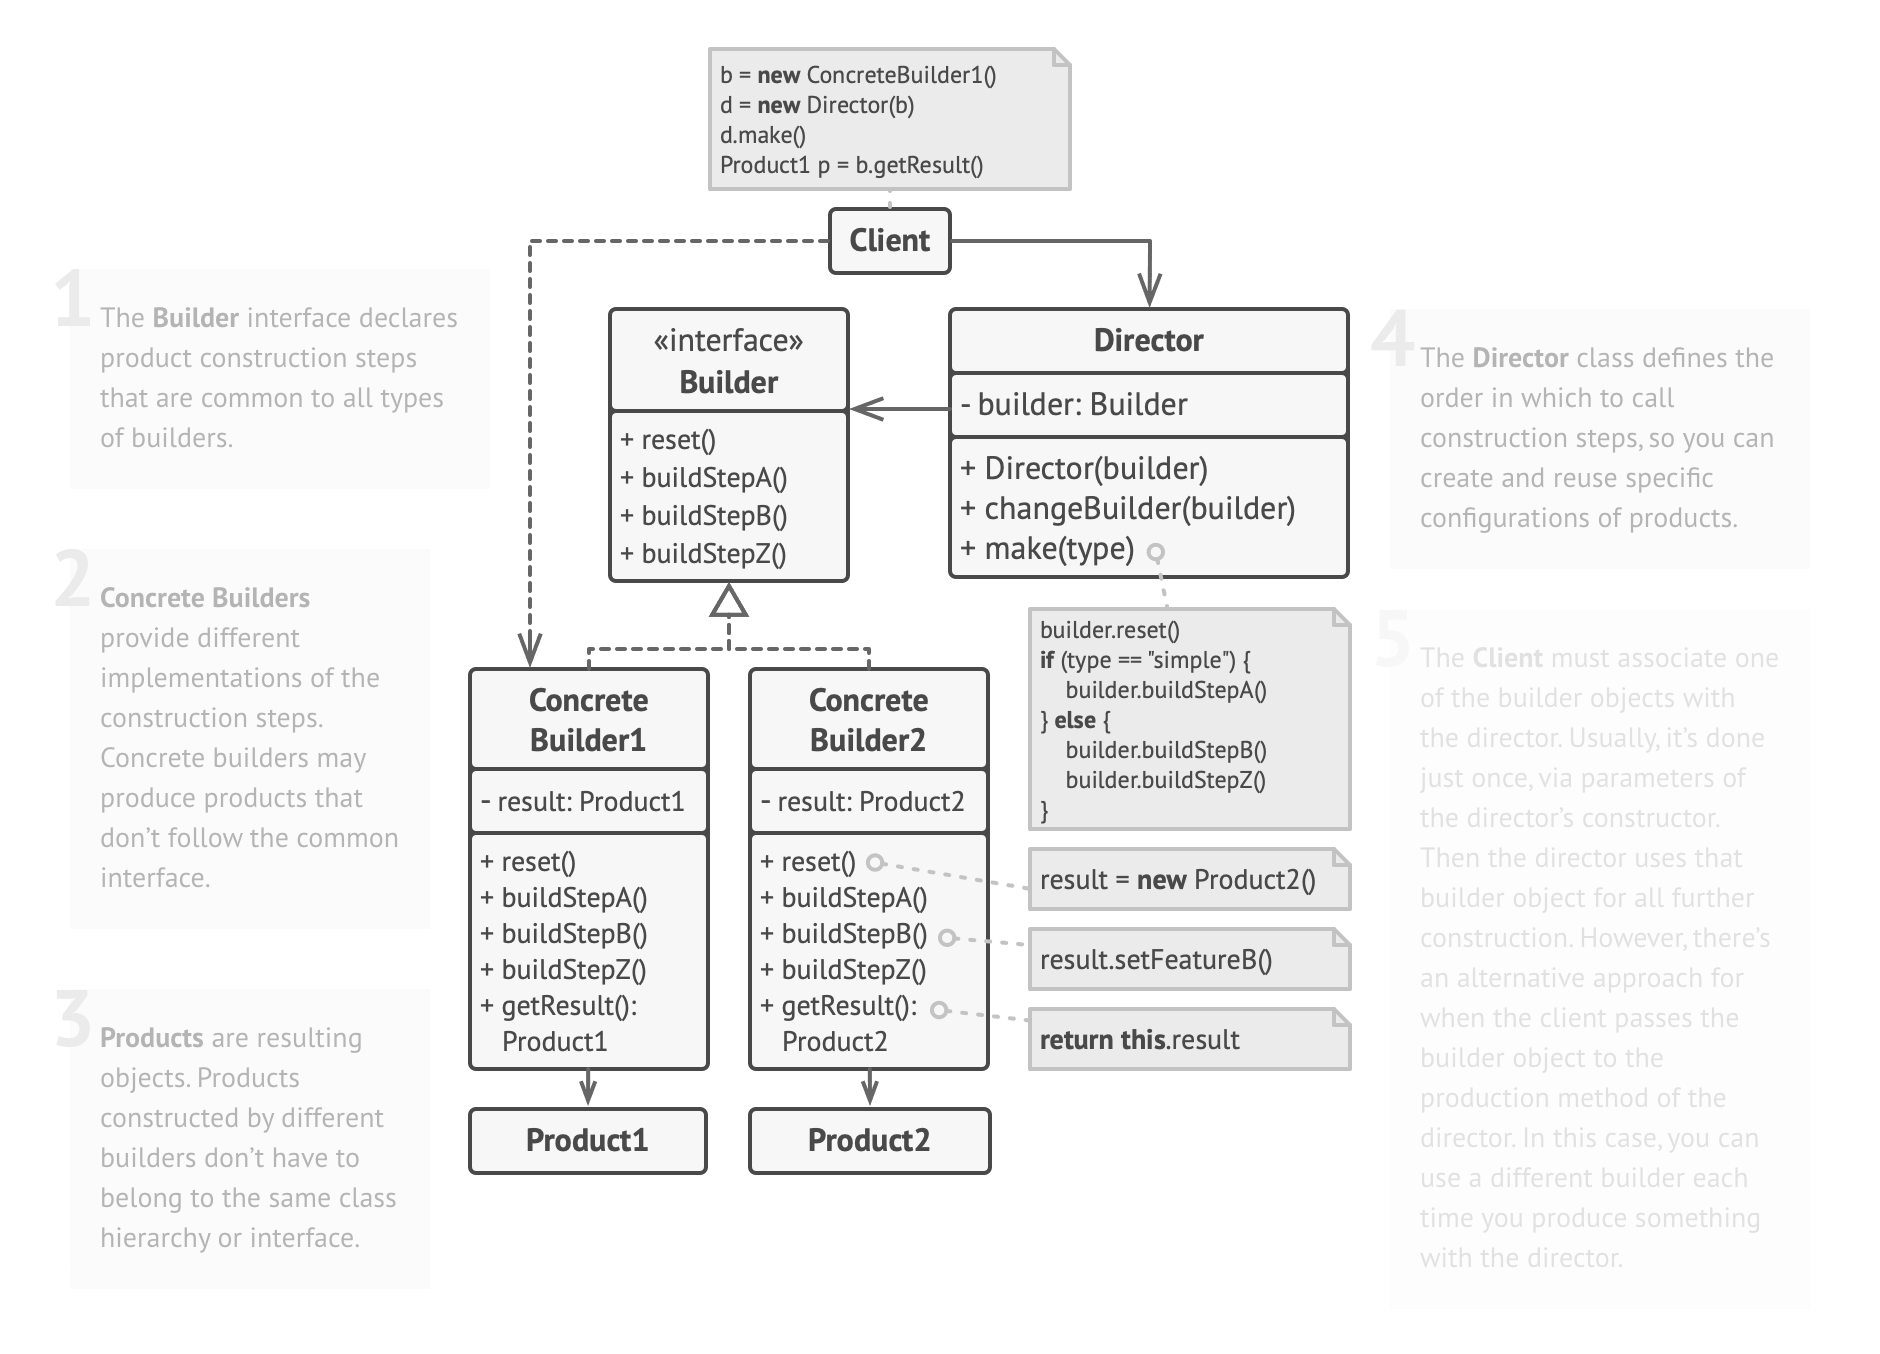 b = new ConcreteBuilder1()
d = new Director(b)
d.make()
Product1 p = b.getResult()
Client
1
The Builder interface declares
product construction steps
that are common to all types
of builders.
«interface»
Builder
+ reset()
+ buildStepA()
+ buildStepB()
+ buildStepZ()
Director
- builder: Builder
+ Director(builder)
+ changeBuilder(builder)
+ make(type)
4
The Director class defines the
order in which to call
construction steps, so you can
create and reuse specific
configurations of products.
2
Concrete Builders
provide different
implementations of the
construction steps.
Concrete builders may
produce products that
don’t follow the common
interface.
Concrete
Builder1
- result: Product1
+ reset()
+ buildStepA()
+ buildStepB()
+ buildStepZ()
+ getResult():
Product1
Concrete
Builder2
- result: Product2
+ reset()
+ buildStepA()
+ buildStepB()
+ buildStepZ()
+ getResult():
Product2
builder.reset()
if (type == "simple") {
builder.buildStepA()
} else {
builder.buildStepB()
builder.buildStepZ()
}
result = new Product2()
result.setFeatureB()
return this.result
5
The Client must associate one
of the builder objects with
the director. Usually, it’s done
just once, via parameters of
the director’s constructor.
Then the director uses that
builder object for all further
construction. However, there’s
an alternative approach for
when the client passes the
builder object to the
production method of the
director. In this case, you can
use a different builder each
time you produce something
with the director.
3
Products are resulting
objects. Products
constructed by different
builders don’t have to
belong to the same class
hierarchy or interface.
Product1
Product2